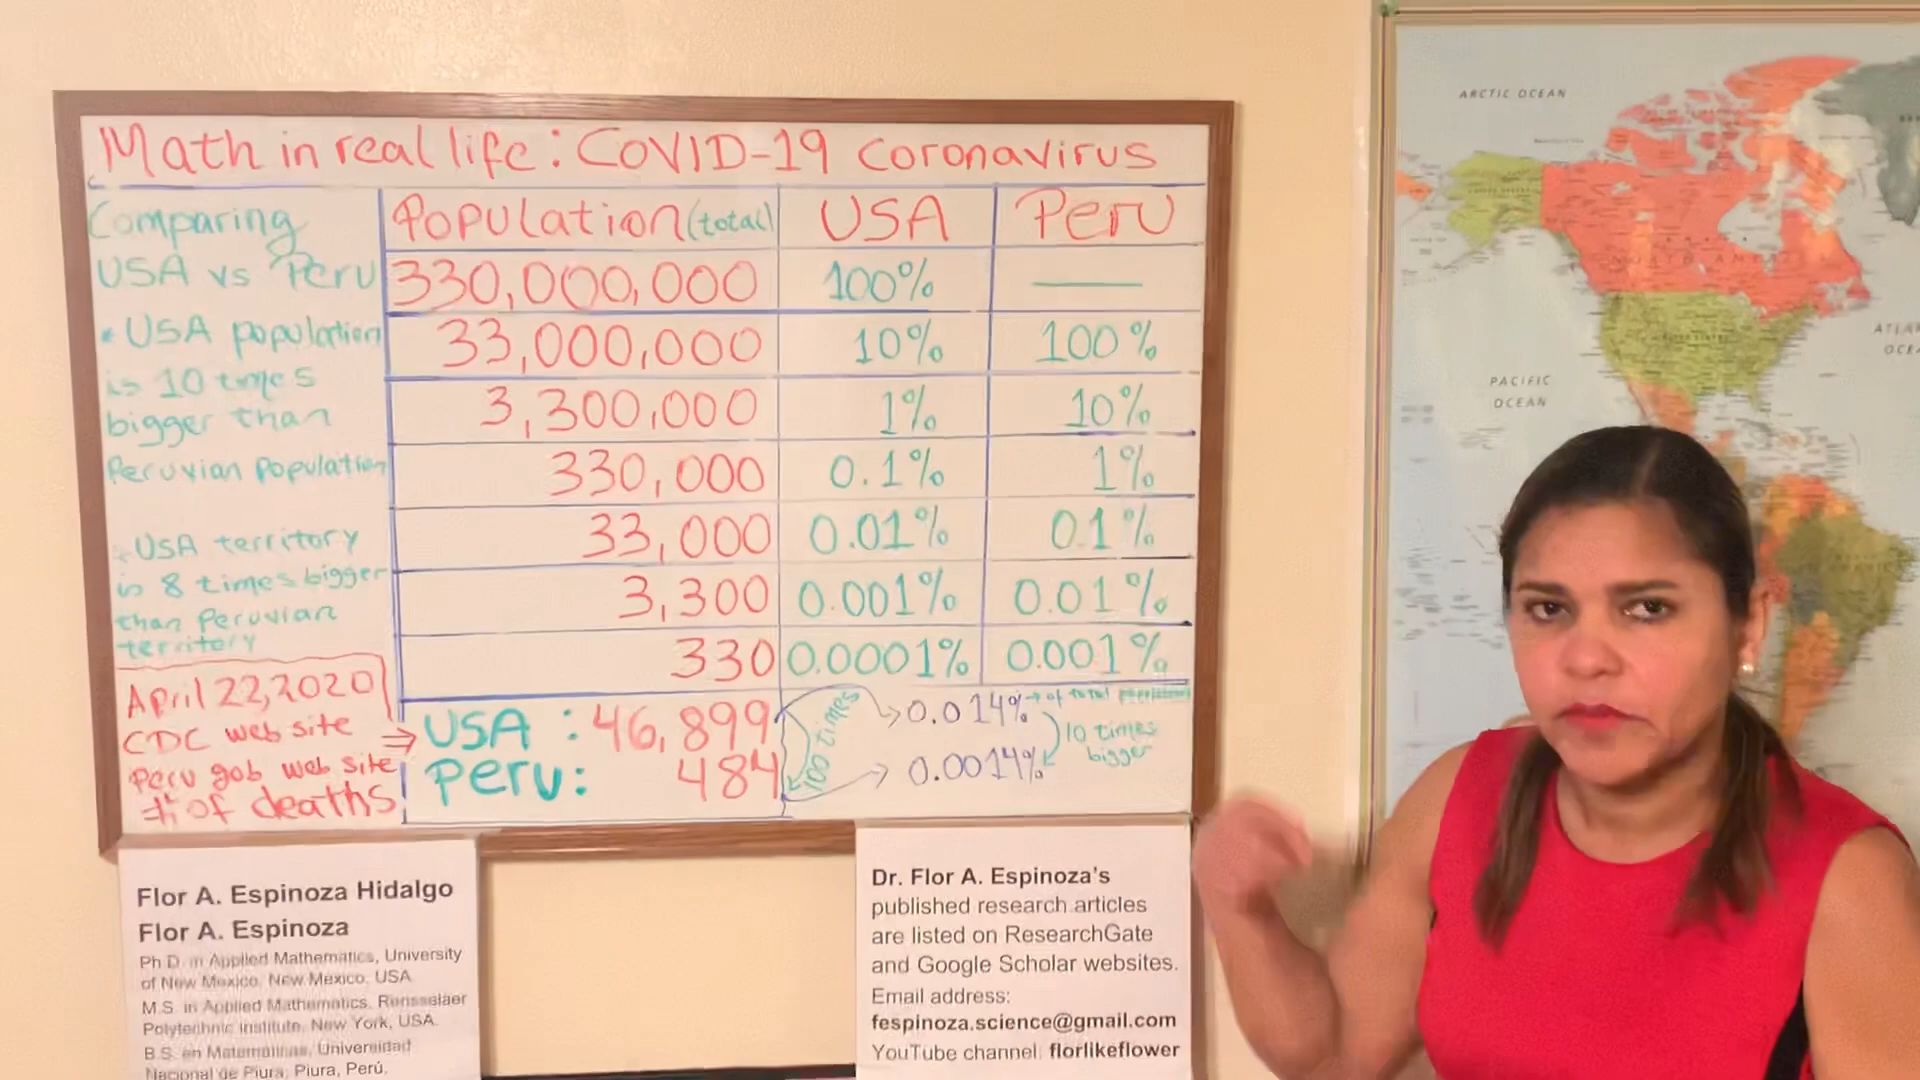 Math in real life: COVID-19 coronavirus
Comparing
USA vs Peru
• USA population
is 10 times
bigger than
Peruvian Population
. USA territory
is 8 times bigger
than Peruvian
territory
Population (total) USA Peru
330,000,000 100% —
33,000,000 10% 100%
3,300,000 1% 10%
330,000 0.1% 1%
33,000 0.01% 0.1%
3,300 0.001% 0.01%
330 0.0001% 0.001%
April 22, 2020
CDC web site
Peru gob web site
# of deaths
⇒ USA : 46,899
Peru: 484
100 times
→ 0.014% → of total
→ 0.0014%
10 times
bigger
Flor A. Espinoza Hidalgo
Flor A. Espinoza
Ph.D. in Applied Mathematics, University
of New Mexico, New Mexico, USA.
M.S. in Applied Mathematics, Rensselaer
Polytechnic Institute, New York, USA.
B.S. en Matemáticas, Universidad
Nacional de Piura, Piura, Perú.
Dr. Flor A. Espinoza's
published research articles
are listed on ResearchGate
and Google Scholar websites.
Email address:
fespinoza.science@gmail.com
YouTube channel: florlikeflower
ARCTIC OCEAN
NORTH AMERICA
PACIFIC
OCEAN